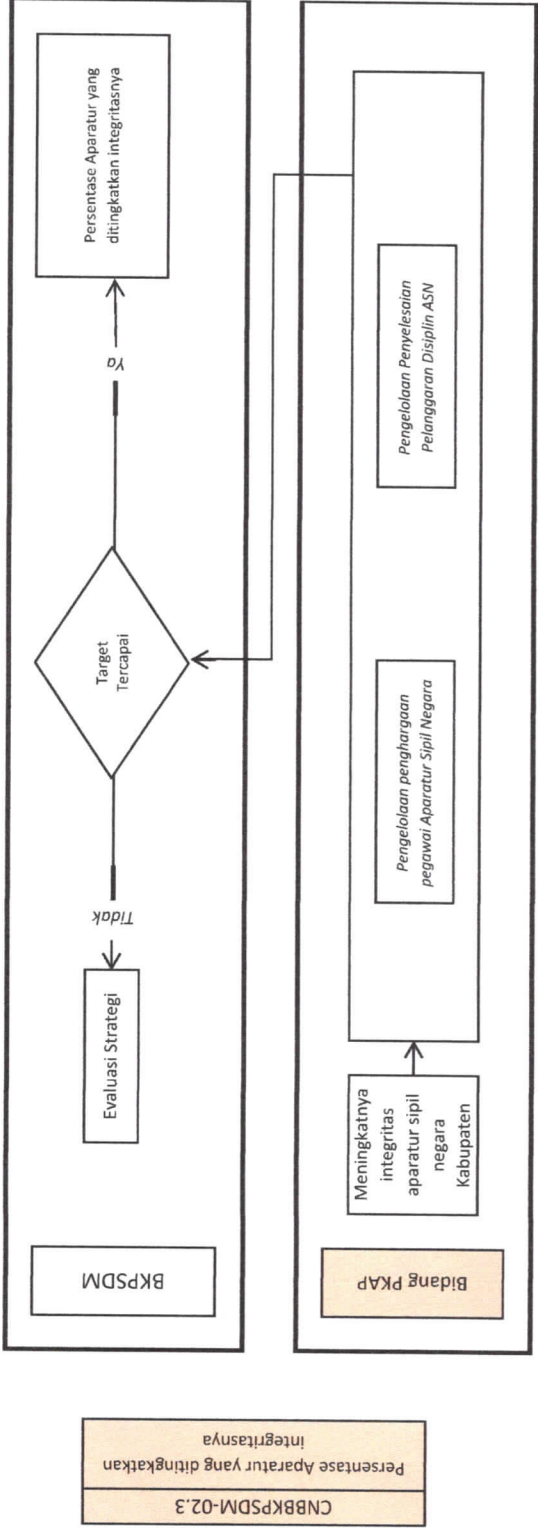 CNBBKPSDM-02.3
Persentase Aparatur yang ditingkatkan
integritasnya
BKPSDM
Evaluasi Strategi
Tidak
Target
Tercapai
Ya
Persentase Aparatur yang
ditingkatkan integritasnya
Bidang PKAP
Meningkatnya
integritas
aparatur sipil
negara
Kabupaten
Pengelolaan penghargaan
pegawai Aparatur Sipil Negara
Pengelolaan Penyelesaian
Pelanggaran Disiplin ASN